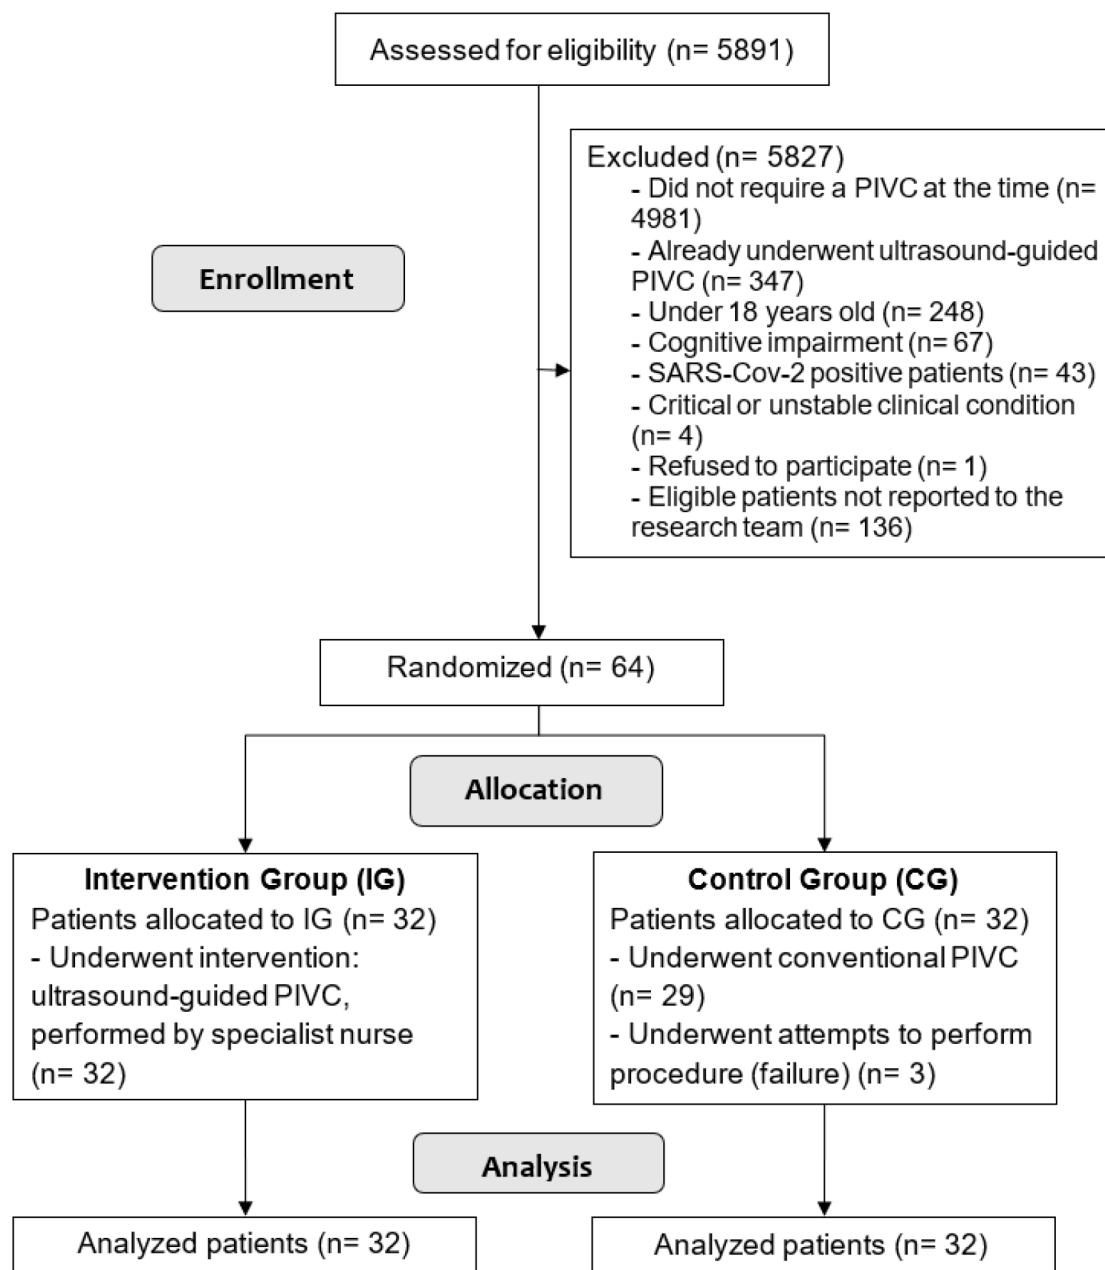 Assessed for eligibility (n= 5891)
Excluded (n= 5827)
- Did not require a PIVC at the time (n=
4981)
- Already underwent ultrasound-guided
PIVC (n= 347)
- Under 18 years old (n= 248)
- Cognitive impairment (n= 67)
- SARS-Cov-2 positive patients (n= 43)
- Critical or unstable clinical condition
(n= 4)
- Refused to participate (n= 1)
- Eligible patients not reported to the
research team (n= 136)
Enrollment
Randomized (n= 64)
Allocation
Intervention Group (IG)
Patients allocated to IG (n= 32)
- Underwent intervention:
ultrasound-guided PIVC,
performed by specialist nurse
(n= 32)
Control Group (CG)
Patients allocated to CG (n= 32)
- Underwent conventional PIVC
(n= 29)
- Underwent attempts to perform
procedure (failure) (n= 3)
Analysis
Analyzed patients (n= 32)
Analyzed patients (n= 32)